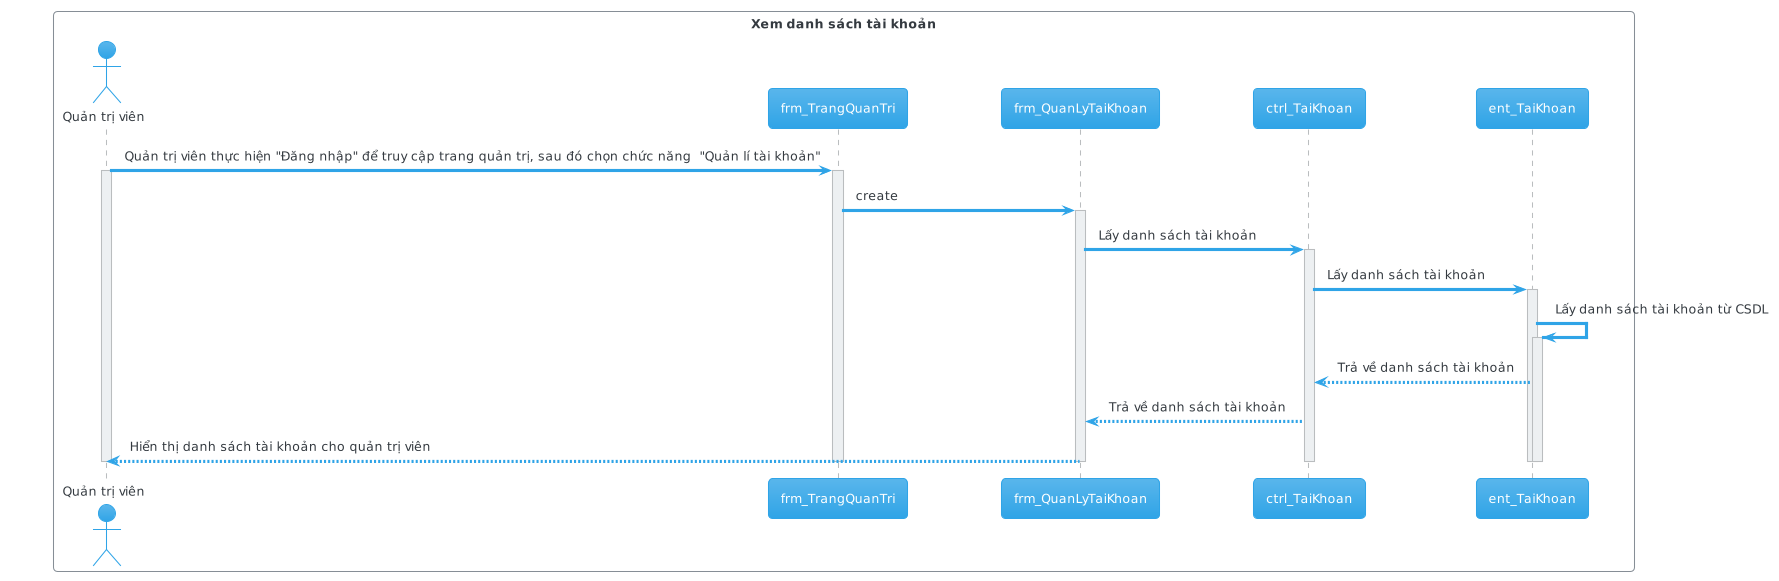 Xem danh sách tài khoản
Quản trị viên
frm_TrangQuanTri
frm_QuanLyTaiKhoan
ctrl_TaiKhoan
ent_TaiKhoan
Quản trị viên thực hiện "Đăng nhập" để truy cập trang quản trị, sau đó chọn chức năng  "Quản lí tài khoản"
create
Lấy danh sách tài khoản
Lấy danh sách tài khoản
Lấy danh sách tài khoản từ CSDL
Trả về danh sách tài khoản
Trả về danh sách tài khoản
Hiển thị danh sách tài khoản cho quản trị viên
Quản trị viên
frm_TrangQuanTri
frm_QuanLyTaiKhoan
ctrl_TaiKhoan
ent_TaiKhoan